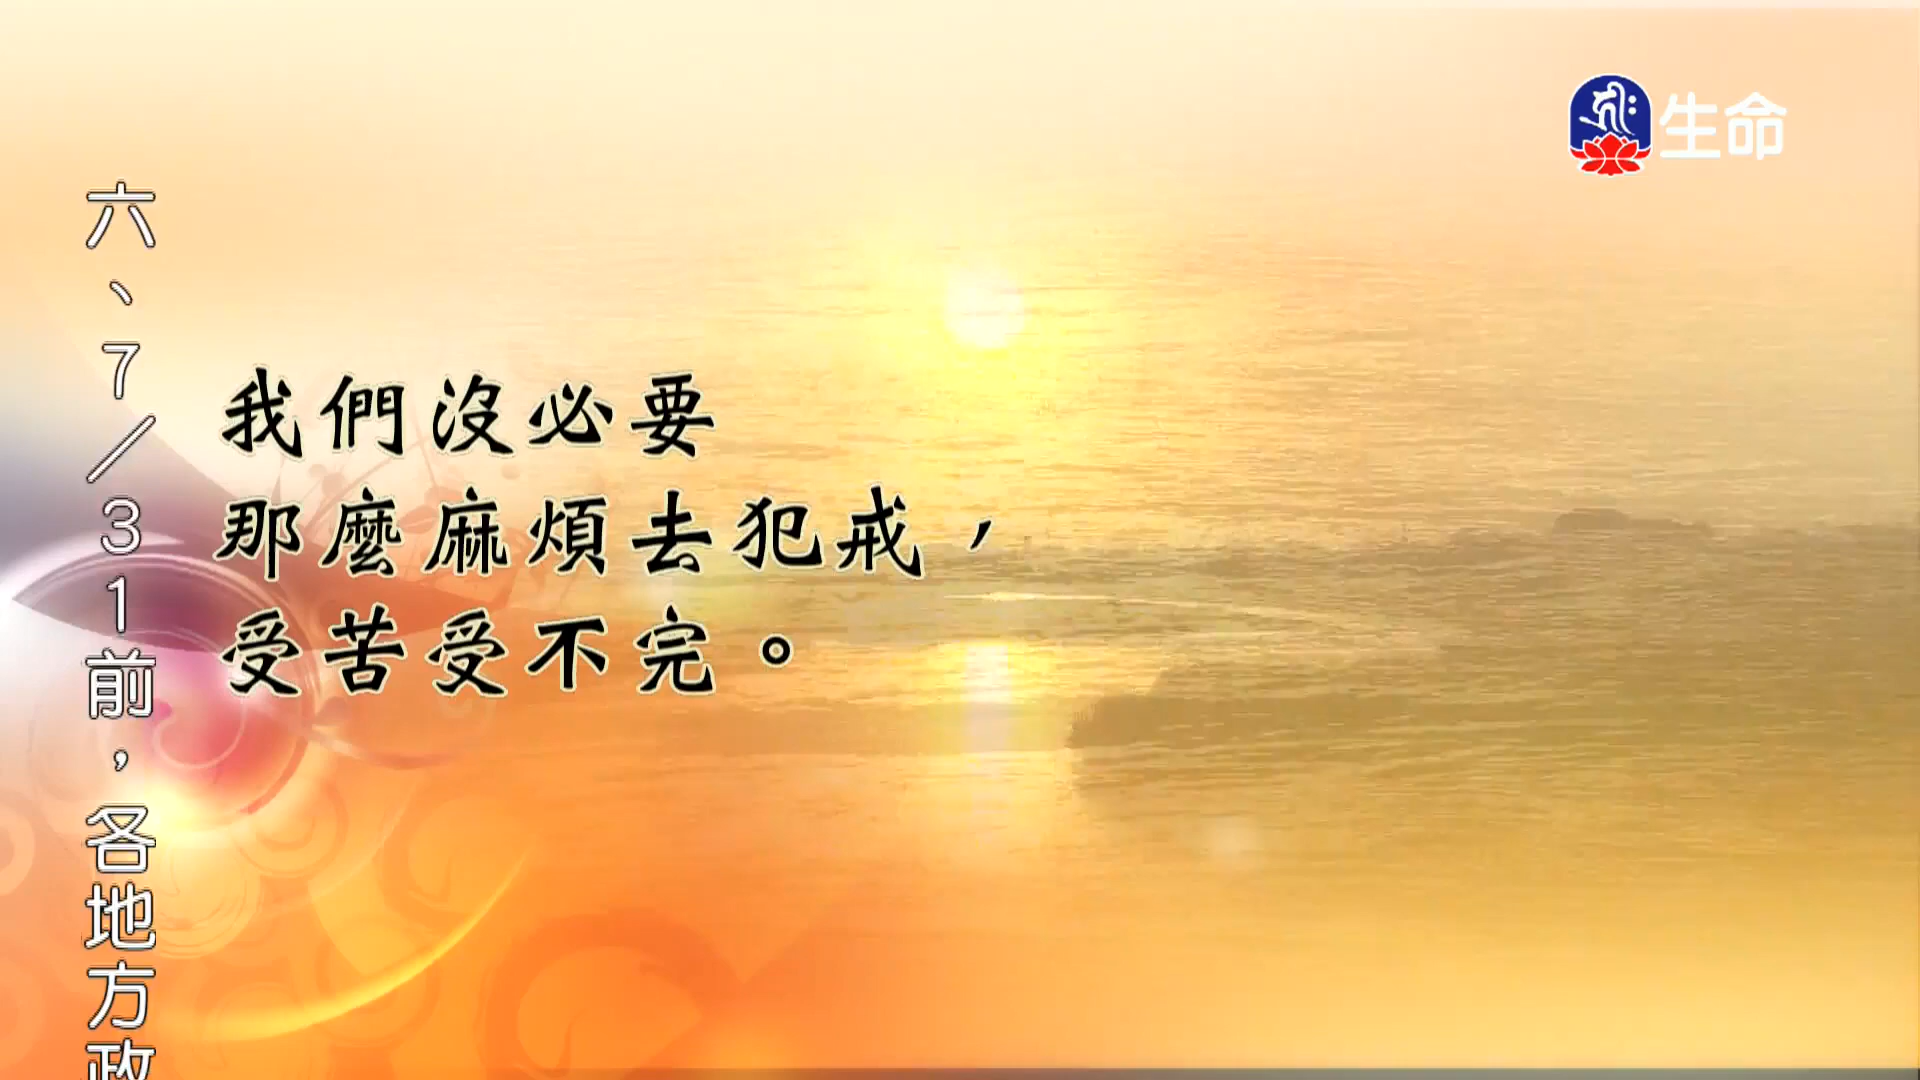 生命
六、7／31前，各地方政
我們沒必要
那麼麻煩去犯戒，
受苦受不完。